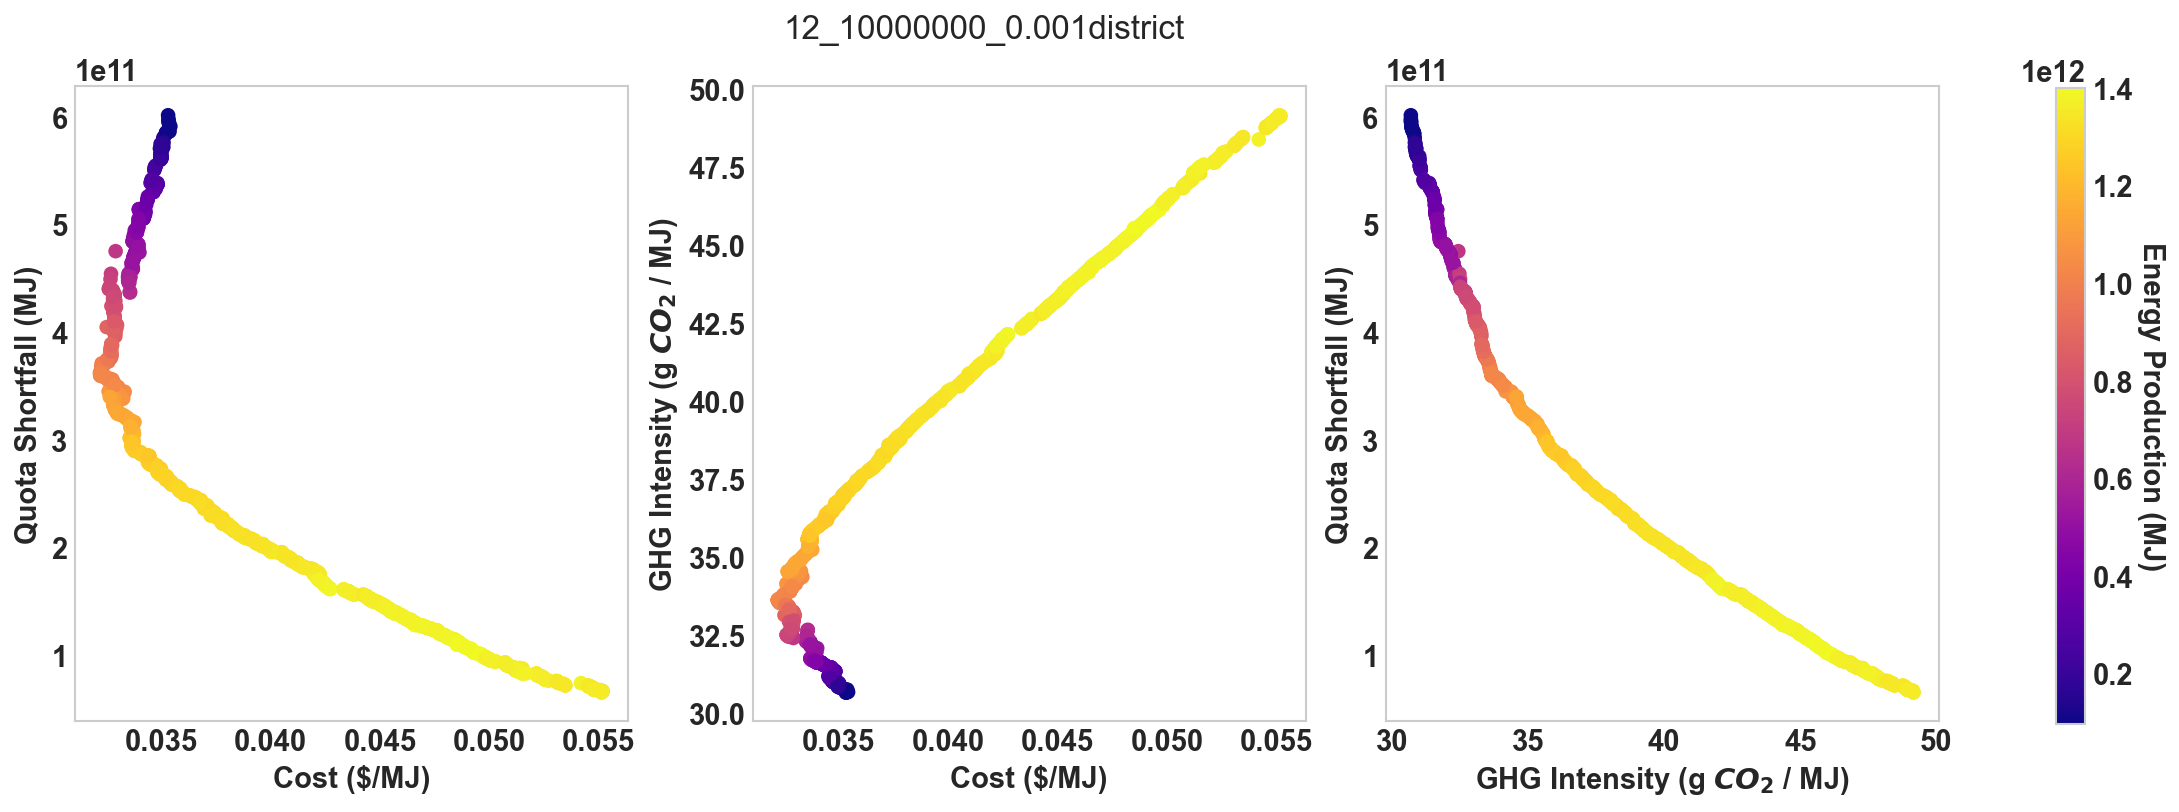 12_10000000_0.001district
1e11
6
5
4
3
2
1
Quota Shortfall (MJ)
0.035 0.040 0.045 0.050 0.055
Cost ($/MJ)
50.0
47.5
45.0
42.5
40.0
37.5
35.0
32.5
30.0
GHG Intensity (g CO₂ / MJ)
0.035 0.040 0.045 0.050 0.055
Cost ($/MJ)
1e11
6
5
4
3
2
1
Quota Shortfall (MJ)
30 35 40 45 50
GHG Intensity (g CO₂ / MJ)
1e12
1.4
1.2
1.0
0.8
0.6
0.4
0.2
Energy Production (MJ)